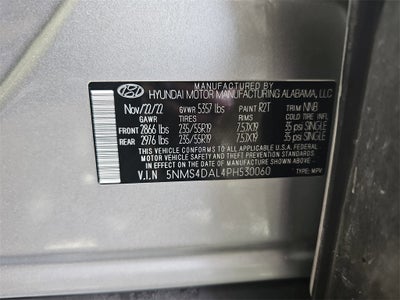 MANUFACTURED BY
HYUNDAI MOTOR MANUFACTURING ALABAMA, LLC
Nov/22/22 GVWR 5357 lbs PAINT R2T TRIM NNB
GAWR TIRES RIMS COLD
FRONT 2866 lbs 235/55R19 7.5JX19 35 psi SINGLE
REAR 2976 lbs 235/55R19 7.5JX19 35 psi SINGLE
THIS VEHICLE CONFORMS TO ALL APPLICABLE U.S.A FEDERAL
MOTOR VEHICLE SAFETY, BUMPER, AND THEFT PREVENTION STANDARDS
IN EFFECT ON THE DATE OF MANUFACTURE SHOWN ABOVE.
V.I.N 5NMS4DAL4PH530060 TYPE: MPV